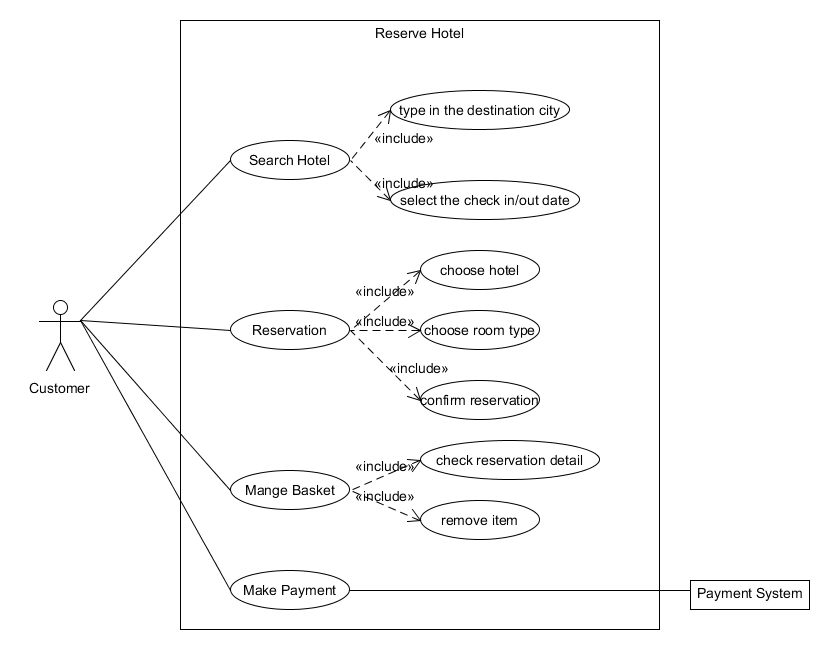 Reserve Hotel
type in the destination city
«include»
Search Hotel
«include»
select the check in/out date
choose hotel
«include»
«include»
Reservation
choose room type
«include»
Customer
confirm reservation
check reservation detail
«include»
Mange Basket
«include»
remove item
Make Payment
Payment System